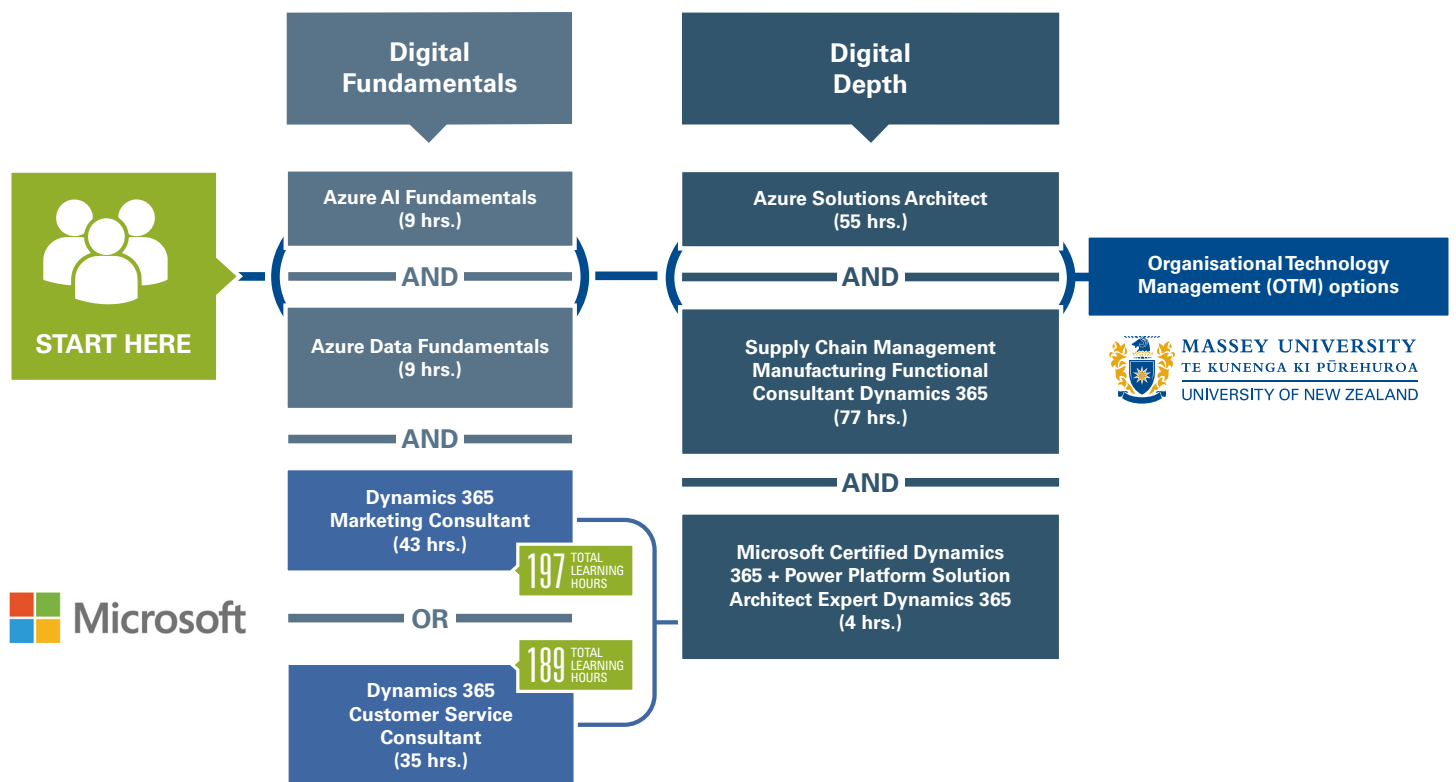 Digital
Fundamentals
Digital
Depth
START HERE
Azure AI Fundamentals
(9 hrs.)
AND
Azure Data Fundamentals
(9 hrs.)
AND
Dynamics 365
Marketing Consultant
(43 hrs.)
197 TOTAL
LEARNING
HOURS
OR
189 TOTAL
LEARNING
HOURS
Dynamics 365
Customer Service
Consultant
(35 hrs.)
Azure Solutions Architect
(55 hrs.)
AND
Supply Chain Management
Manufacturing Functional
Consultant Dynamics 365
(77 hrs.)
AND
Microsoft Certified Dynamics
365 + Power Platform Solution
Architect Expert Dynamics 365
(4 hrs.)
Organisational Technology
Management (OTM) options
MASSEY UNIVERSITY
TE KUNENGA KI PŪREHUROA
UNIVERSITY OF NEW ZEALAND
Microsoft